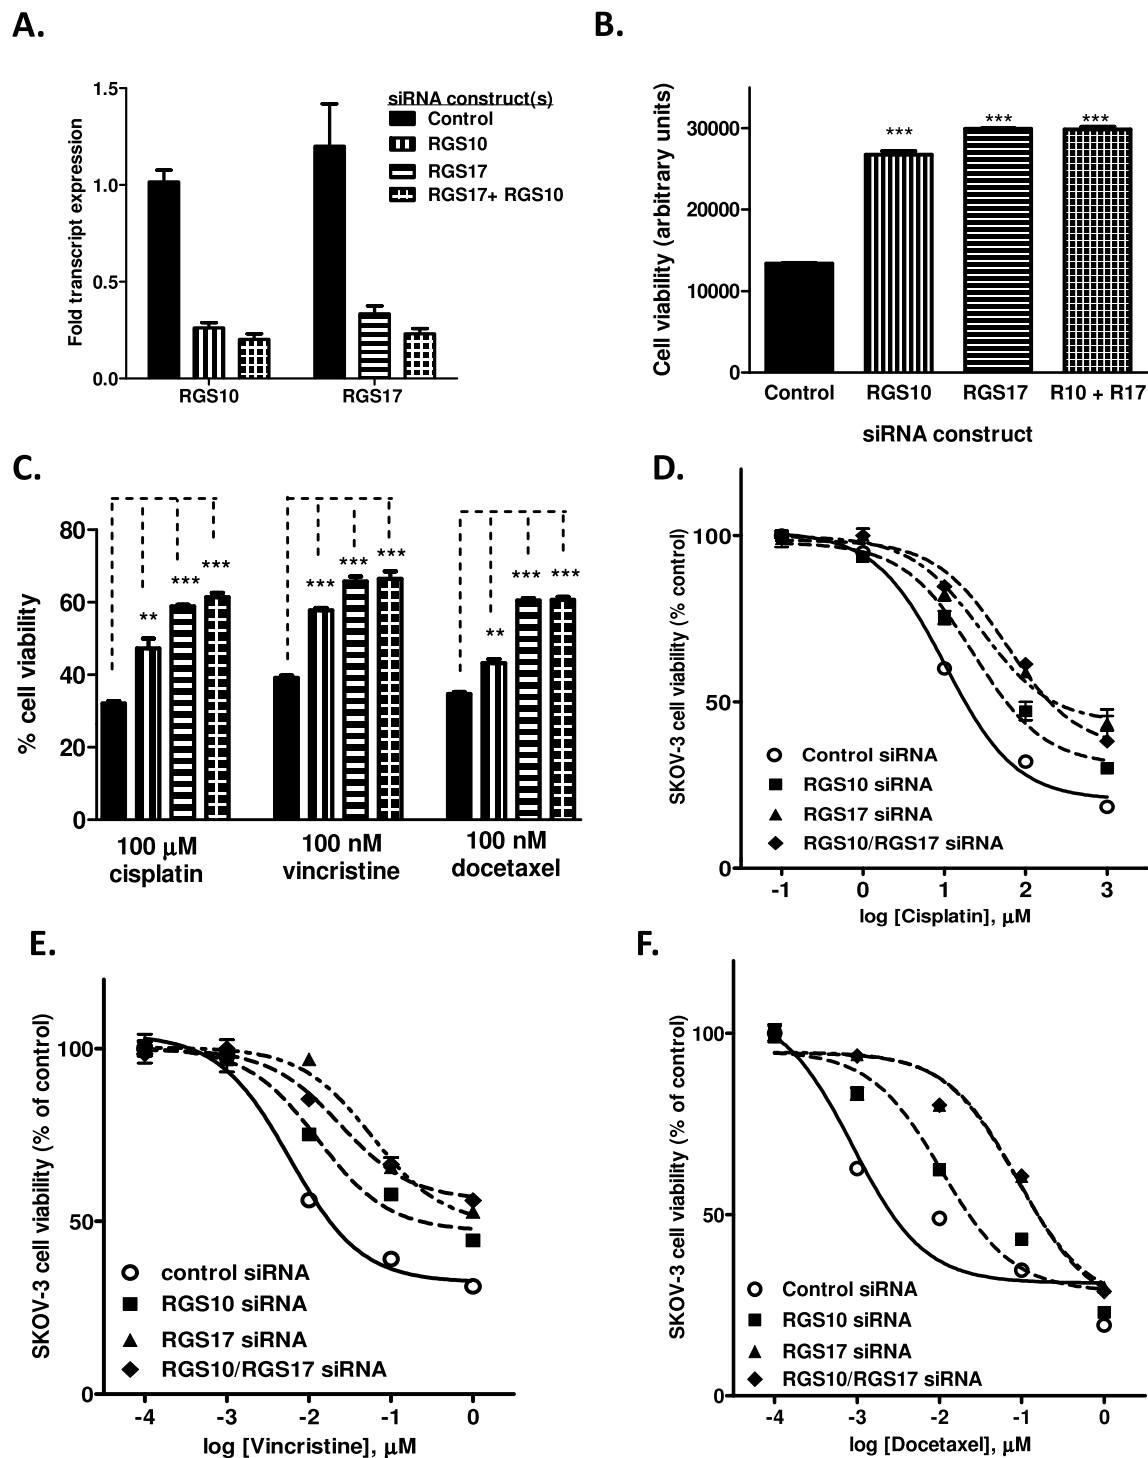 A.
1.5
1.0
0.5
0.0
Fold transcript expression
siRNA construct(s)
Control
RGS10
RGS17
RGS17+ RGS10
RGS10
RGS17
B.
30000
20000
10000
0
Cell viability (arbitrary units)
***
***
***
Control
RGS10
RGS17
R10 + R17
siRNA construct
C.
80
60
40
20
0
% cell viability
**
***
***
***
***
***
**
***
***
100 μM
cisplatin
100 nM
vincristine
100 nM
docetaxel
D.
100
50
0
SKOV-3 cell viability (% control)
Control siRNA
RGS10 siRNA
RGS17 siRNA
RGS10/RGS17 siRNA
-1
0
1
2
3
log [Cisplatin], μM
E.
100
50
0
SKOV-3 cell viability (% of control)
control siRNA
RGS10 siRNA
RGS17 siRNA
RGS10/RGS17 siRNA
-4
-3
-2
-1
0
log [Vincristine], μM
F.
100
50
0
SKOV-3 cell viability (% of control)
Control siRNA
RGS10 siRNA
RGS17 siRNA
RGS10/RGS17 siRNA
-4
-3
-2
-1
0
log [Docetaxel], μM